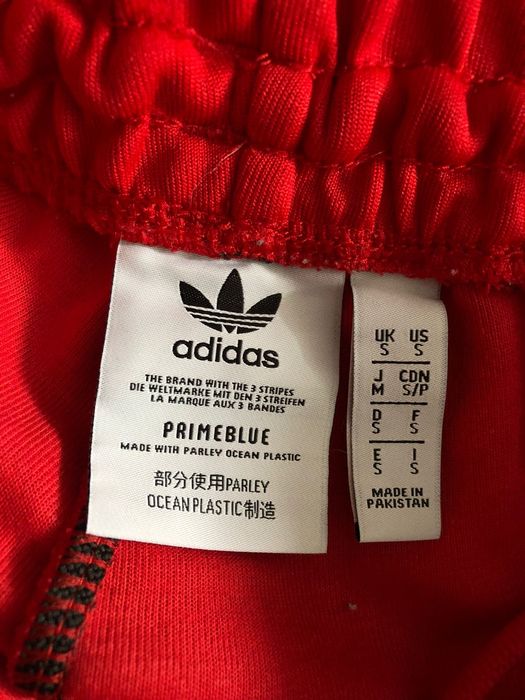 adidas
THE BRAND WITH THE 3 STRIPES
DIE WELTMARKE MIT DEN 3 STREIFEN
LA MARQUE AUX 3 BANDES
PRIMEBLUE
MADE WITH PARLEY OCEAN PLASTIC
部分使用PARLEY
OCEAN PLASTIC制造
UK US
S S
J CDN
M S/P
D F
S S
E I
S S
MADE IN
PAKISTAN